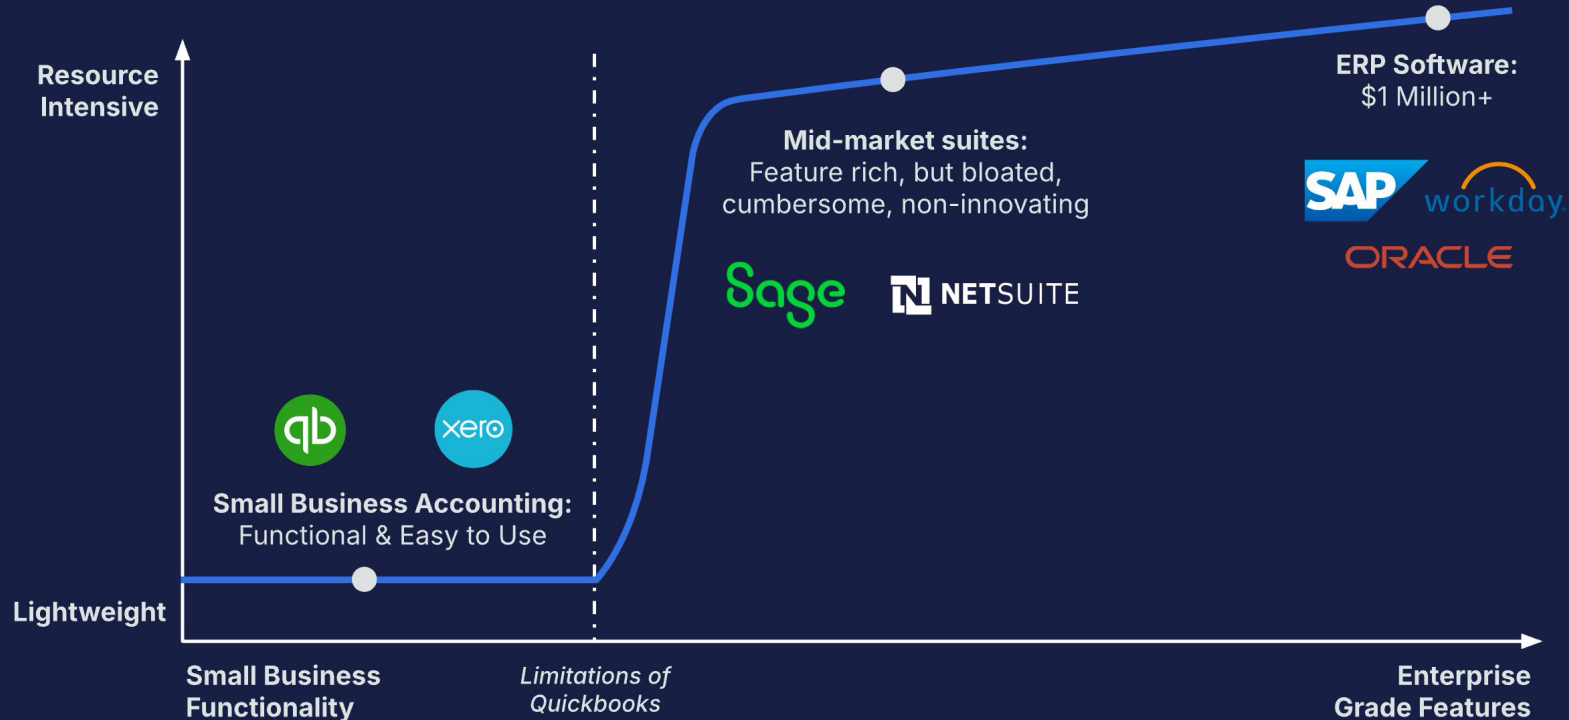 Resource
Intensive
ERP Software:
$1 Million+
Mid-market suites:
Feature rich, but bloated,
cumbersome, non-innovating
SAP
workday.
ORACLE
Sage
NETSUITE
qb
xero
Small Business Accounting:
Functional & Easy to Use
Lightweight
Small Business
Functionality
Limitations of
Quickbooks
Enterprise
Grade Features